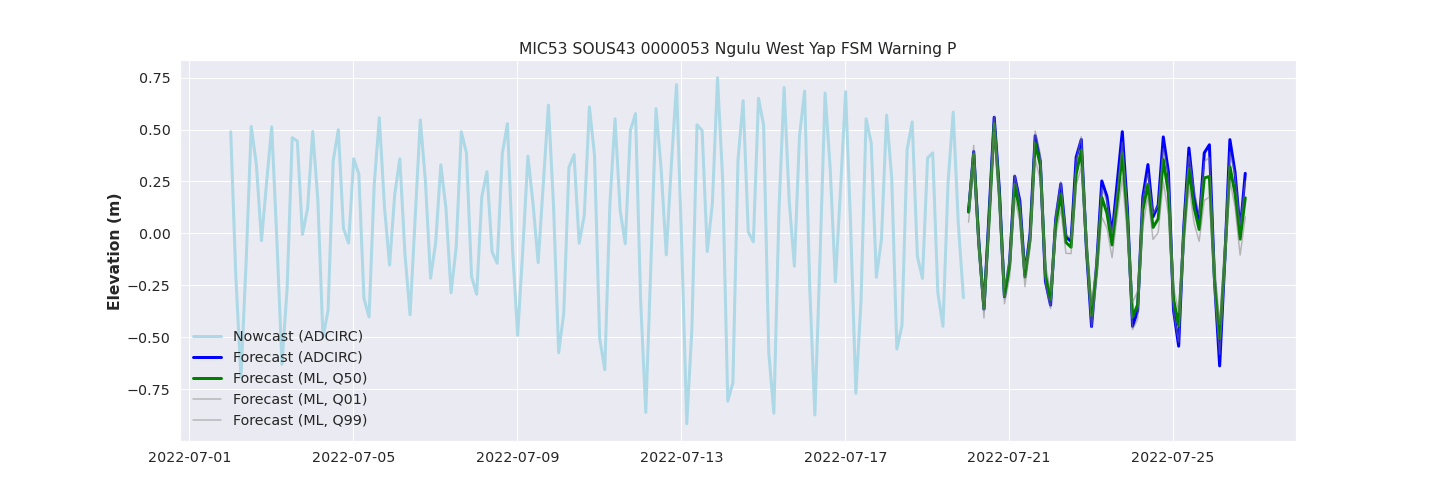 MIC53 SOUS43 0000053 Ngulu West Yap FSM Warning P
Elevation (m)
0.75
0.50
0.25
0.00
−0.25
−0.50
−0.75
Nowcast (ADCIRC)
Forecast (ADCIRC)
Forecast (ML, Q50)
Forecast (ML, Q01)
Forecast (ML, Q99)
2022-07-01 2022-07-05 2022-07-09 2022-07-13 2022-07-17 2022-07-21 2022-07-25